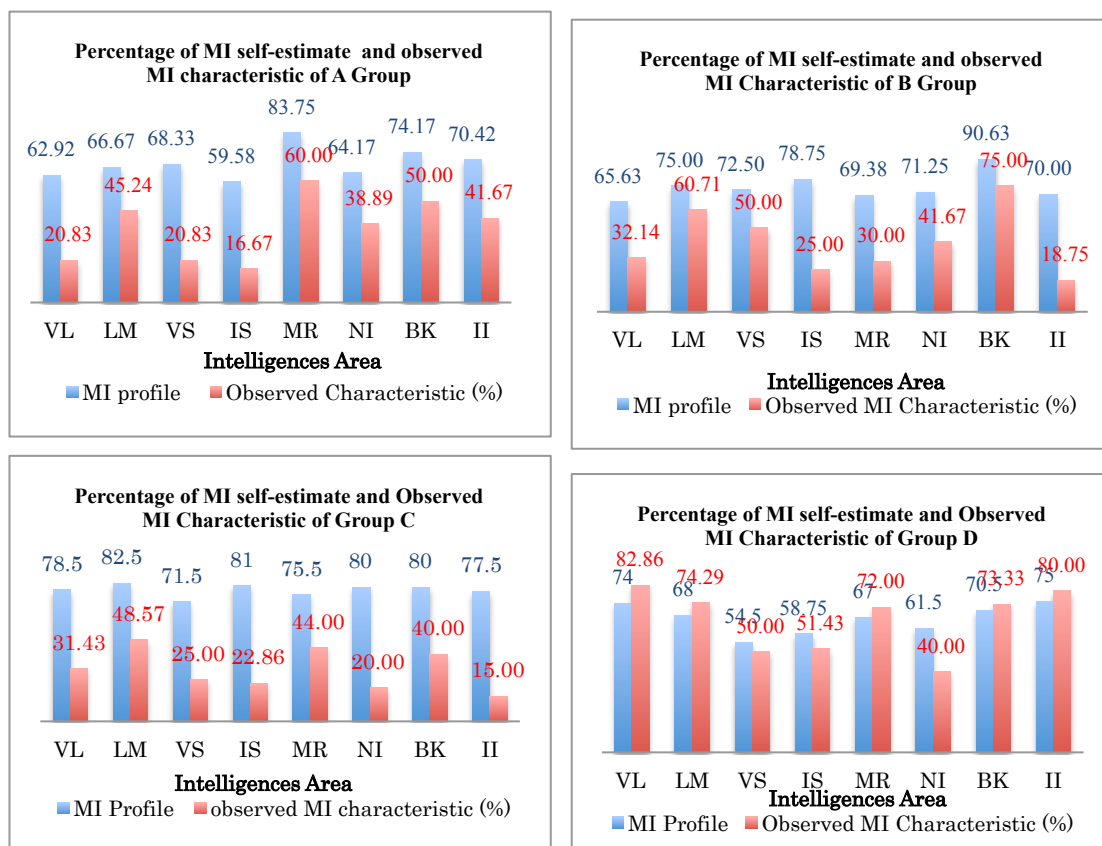 Percentage of MI self-estimate and observed
MI characteristic of A Group
62.92 66.67 68.33 59.58 83.75 64.17 74.17 70.42
20.83 45.24 20.83 16.67 60.00 38.89 50.00 41.67
VL LM VS IS MR NI BK II
Intelligences Area
MI profile Observed Characteristic (%)
Percentage of MI self-estimate and observed
MI Characteristic of B Group
65.63 75.00 72.50 78.75 69.38 71.25 90.63 70.00
32.14 60.71 50.00 25.00 30.00 41.67 75.00 18.75
VL LM VS IS MR NI BK II
Intelligences Area
MI profile Observed MI Characteristic (%)
Percentage of MI self-estimate and Observed
MI Characteristic of Group C
78.5 82.5 71.5 81 75.5 80 80 77.5
31.43 48.57 25.00 22.86 44.00 20.00 40.00 15.00
VL LM VS IS MR NI BK II
Intelligences Area
MI Profile observed MI characteristic (%)
Percentage of MI self-estimate and Observed
MI Characteristic of Group D
74 68 54.5 58.75 67 61.5 70.5 75
82.86 74.29 50.00 51.43 72.00 40.00 73.33 80.00
VL LM VS IS MR NI BK II
Intelligences Area
MI Profile Observed MI Characteristic (%)